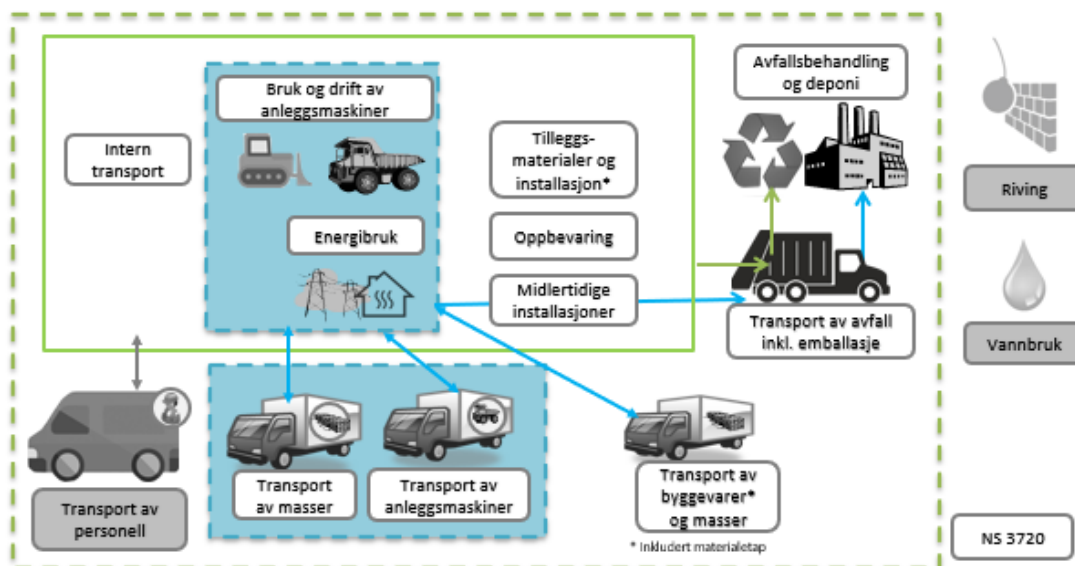 Bruk og drift av
anleggsmaskiner
Avfallsbehandling
og deponi
Intern
transport
Tilleggs-
materialer og
installasjon*
Riving
Energibruk
Oppbevaring
Midlertidige
installasjoner
Transport av avfall
inkl. emballasje
Vannbruk
Transport
av masser
Transport av
anleggsmaskiner
Transport av
byggevarer*
og masser
Transport av
personell
* Inkludert materialetap
NS 3720